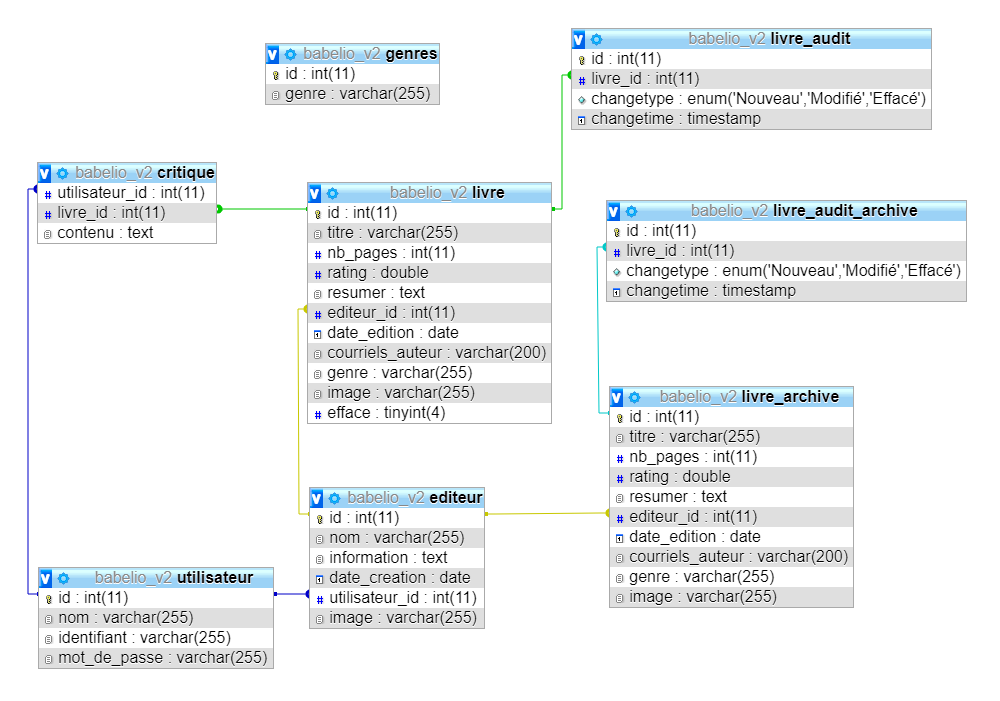 babelio_v2 genres
id : int(11)
genre : varchar(255)
babelio_v2 livre_audit
id : int(11)
livre_id : int(11)
changetype : enum('Nouveau','Modifié','Effacé')
changetime : timestamp
babelio_v2 critique
utilisateur_id : int(11)
livre_id : int(11)
contenu : text
babelio_v2 livre
id : int(11)
titre : varchar(255)
nb_pages : int(11)
rating : double
resumer : text
editeur_id : int(11)
date_edition : date
courriels_auteur : varchar(200)
genre : varchar(255)
image : varchar(255)
efface : tinyint(4)
babelio_v2 livre_audit_archive
id : int(11)
livre_id : int(11)
changetype : enum('Nouveau','Modifié','Effacé')
changetime : timestamp
babelio_v2 livre_archive
id : int(11)
titre : varchar(255)
nb_pages : int(11)
rating : double
resumer : text
editeur_id : int(11)
date_edition : date
courriels_auteur : varchar(200)
genre : varchar(255)
image : varchar(255)
babelio_v2 editeur
id : int(11)
nom : varchar(255)
information : text
date_creation : date
utilisateur_id : int(11)
image : varchar(255)
babelio_v2 utilisateur
id : int(11)
nom : varchar(255)
identifiant : varchar(255)
mot_de_passe : varchar(255)